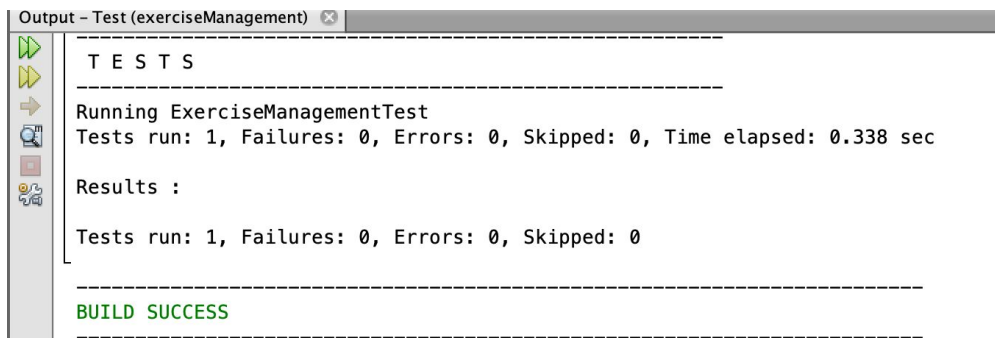 Output – Test (exerciseManagement)
-------------------------------------------------------
T E S T S
-------------------------------------------------------
Running ExerciseManagementTest
Tests run: 1, Failures: 0, Errors: 0, Skipped: 0, Time elapsed: 0.338 sec
Results :
Tests run: 1, Failures: 0, Errors: 0, Skipped: 0
------------------------------------------------------------------------
BUILD SUCCESS
------------------------------------------------------------------------